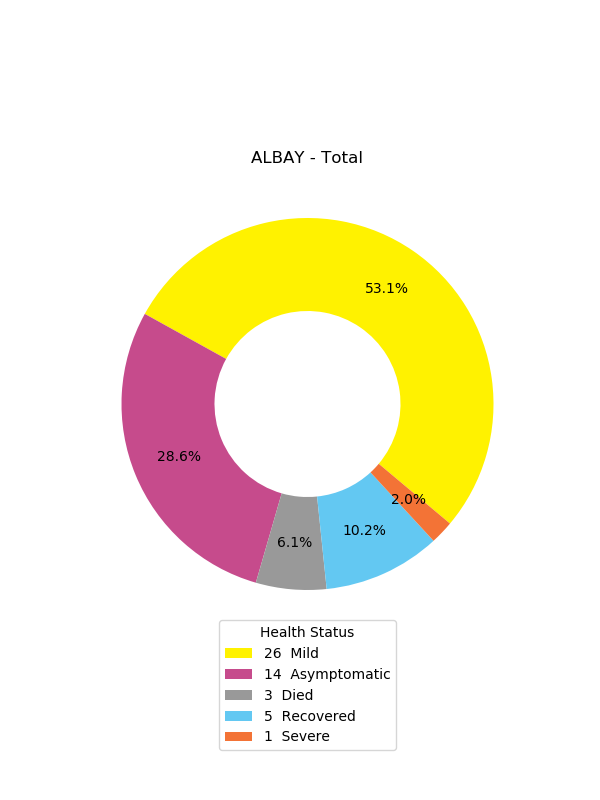 ALBAY - Total
53.1%
28.6%
2.0%
10.2%
6.1%
Health Status
26  Mild
14  Asymptomatic
3  Died
5  Recovered
1  Severe